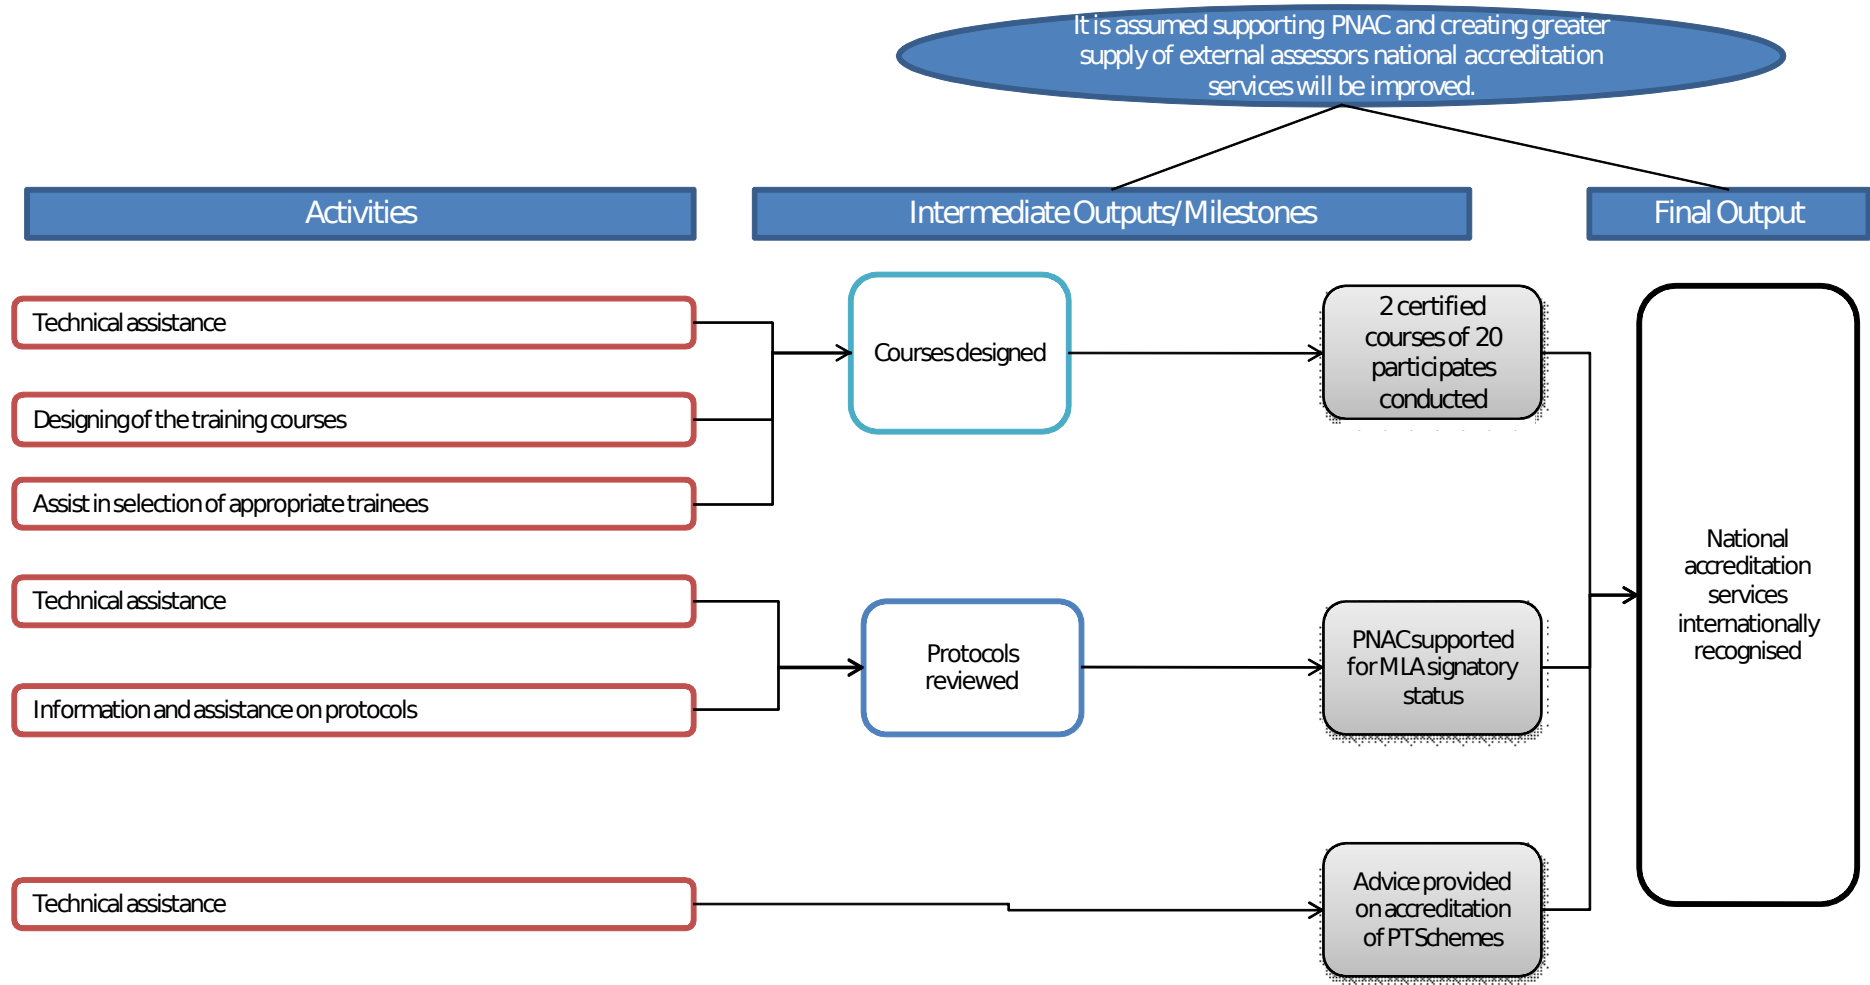 It is assumed supporting PNAC and creating greater
supply of external assessors national accreditation
services will be improved.
Activities
Intermediate Outputs/Milestones
Final Output
Technical assistance
Designing of the training courses
Assist in selection of appropriate trainees
Courses designed
2 certified
courses of 20
participates
conducted
Technical assistance
Information and assistance on protocols
Protocols
reviewed
PNAC supported
for MLA signatory
status
National
accreditation
services
internationally
recognised
Technical assistance
Advice provided
on accreditation
of PT Schemes